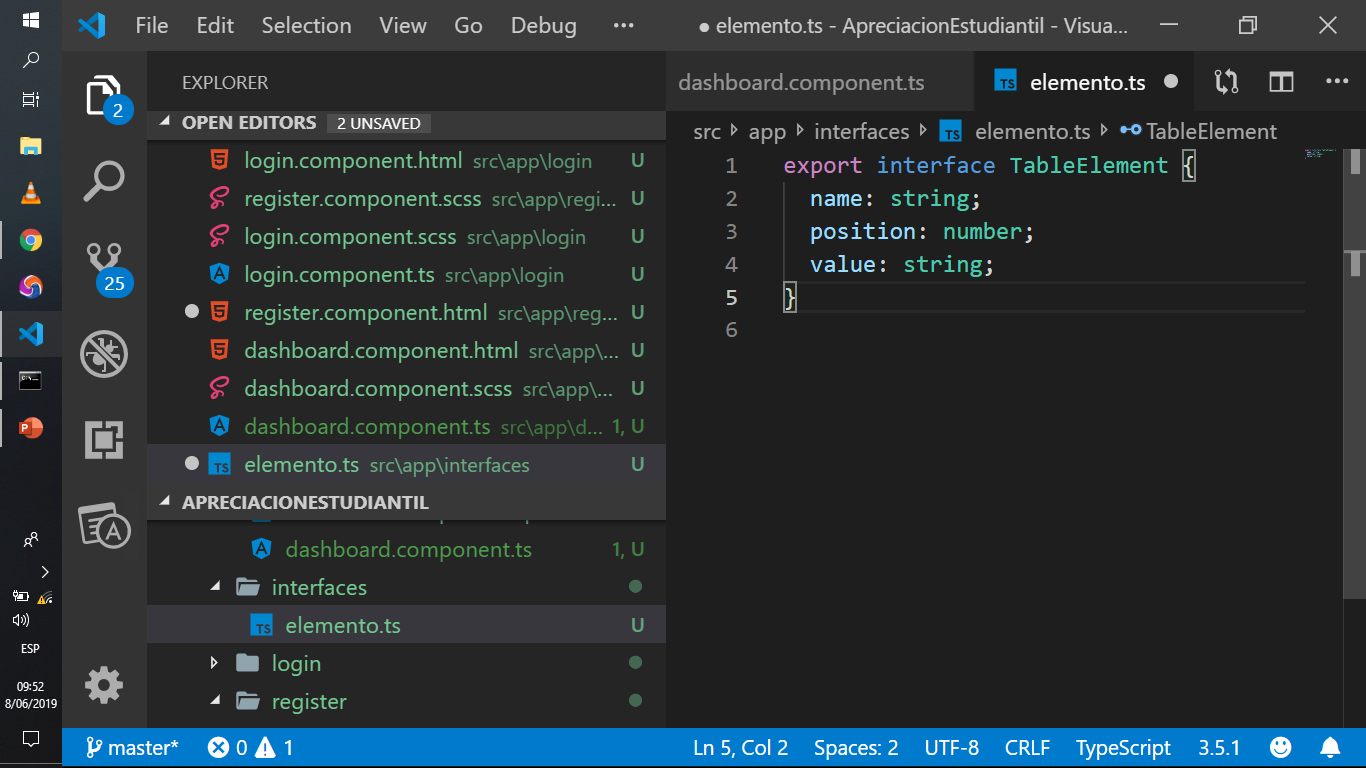 File Edit Selection View Go Debug ··· ● elemento.ts - ApreciacionEstudiantil - Visua...
EXPLORER
OPEN EDITORS 2 UNSAVED
login.component.html src\app\login U
register.component.scss src\app\regi... U
login.component.scss src\app\login U
login.component.ts src\app\login U
register.component.html src\app\reg... U
dashboard.component.html src\app\... U
dashboard.component.scss src\app\... U
dashboard.component.ts src\app\d... 1, U
elemento.ts src\app\interfaces U
APRECIACIONESTUDIANTIL
dashboard.component.ts 1, U
interfaces
elemento.ts U
login
register
2
25
dashboard.component.ts TS elemento.ts
src app interfaces TS elemento.ts TableElement
1 export interface TableElement {
2 name: string;
3 position: number;
4 value: string;
5 }
6
ESP
09:52
8/06/2019
master* 0 1 Ln 5, Col 2 Spaces: 2 UTF-8 CRLF TypeScript 3.5.1